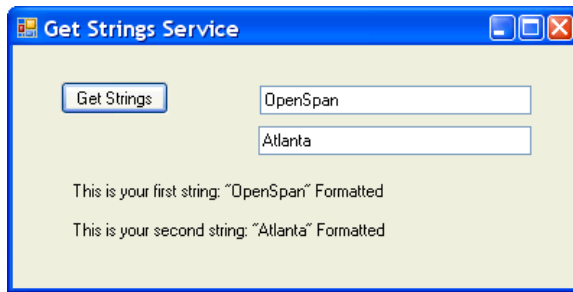 Get Strings Service
Get Strings
OpenSpan
Atlanta
This is your first string: "OpenSpan" Formatted
This is your second string: "Atlanta" Formatted